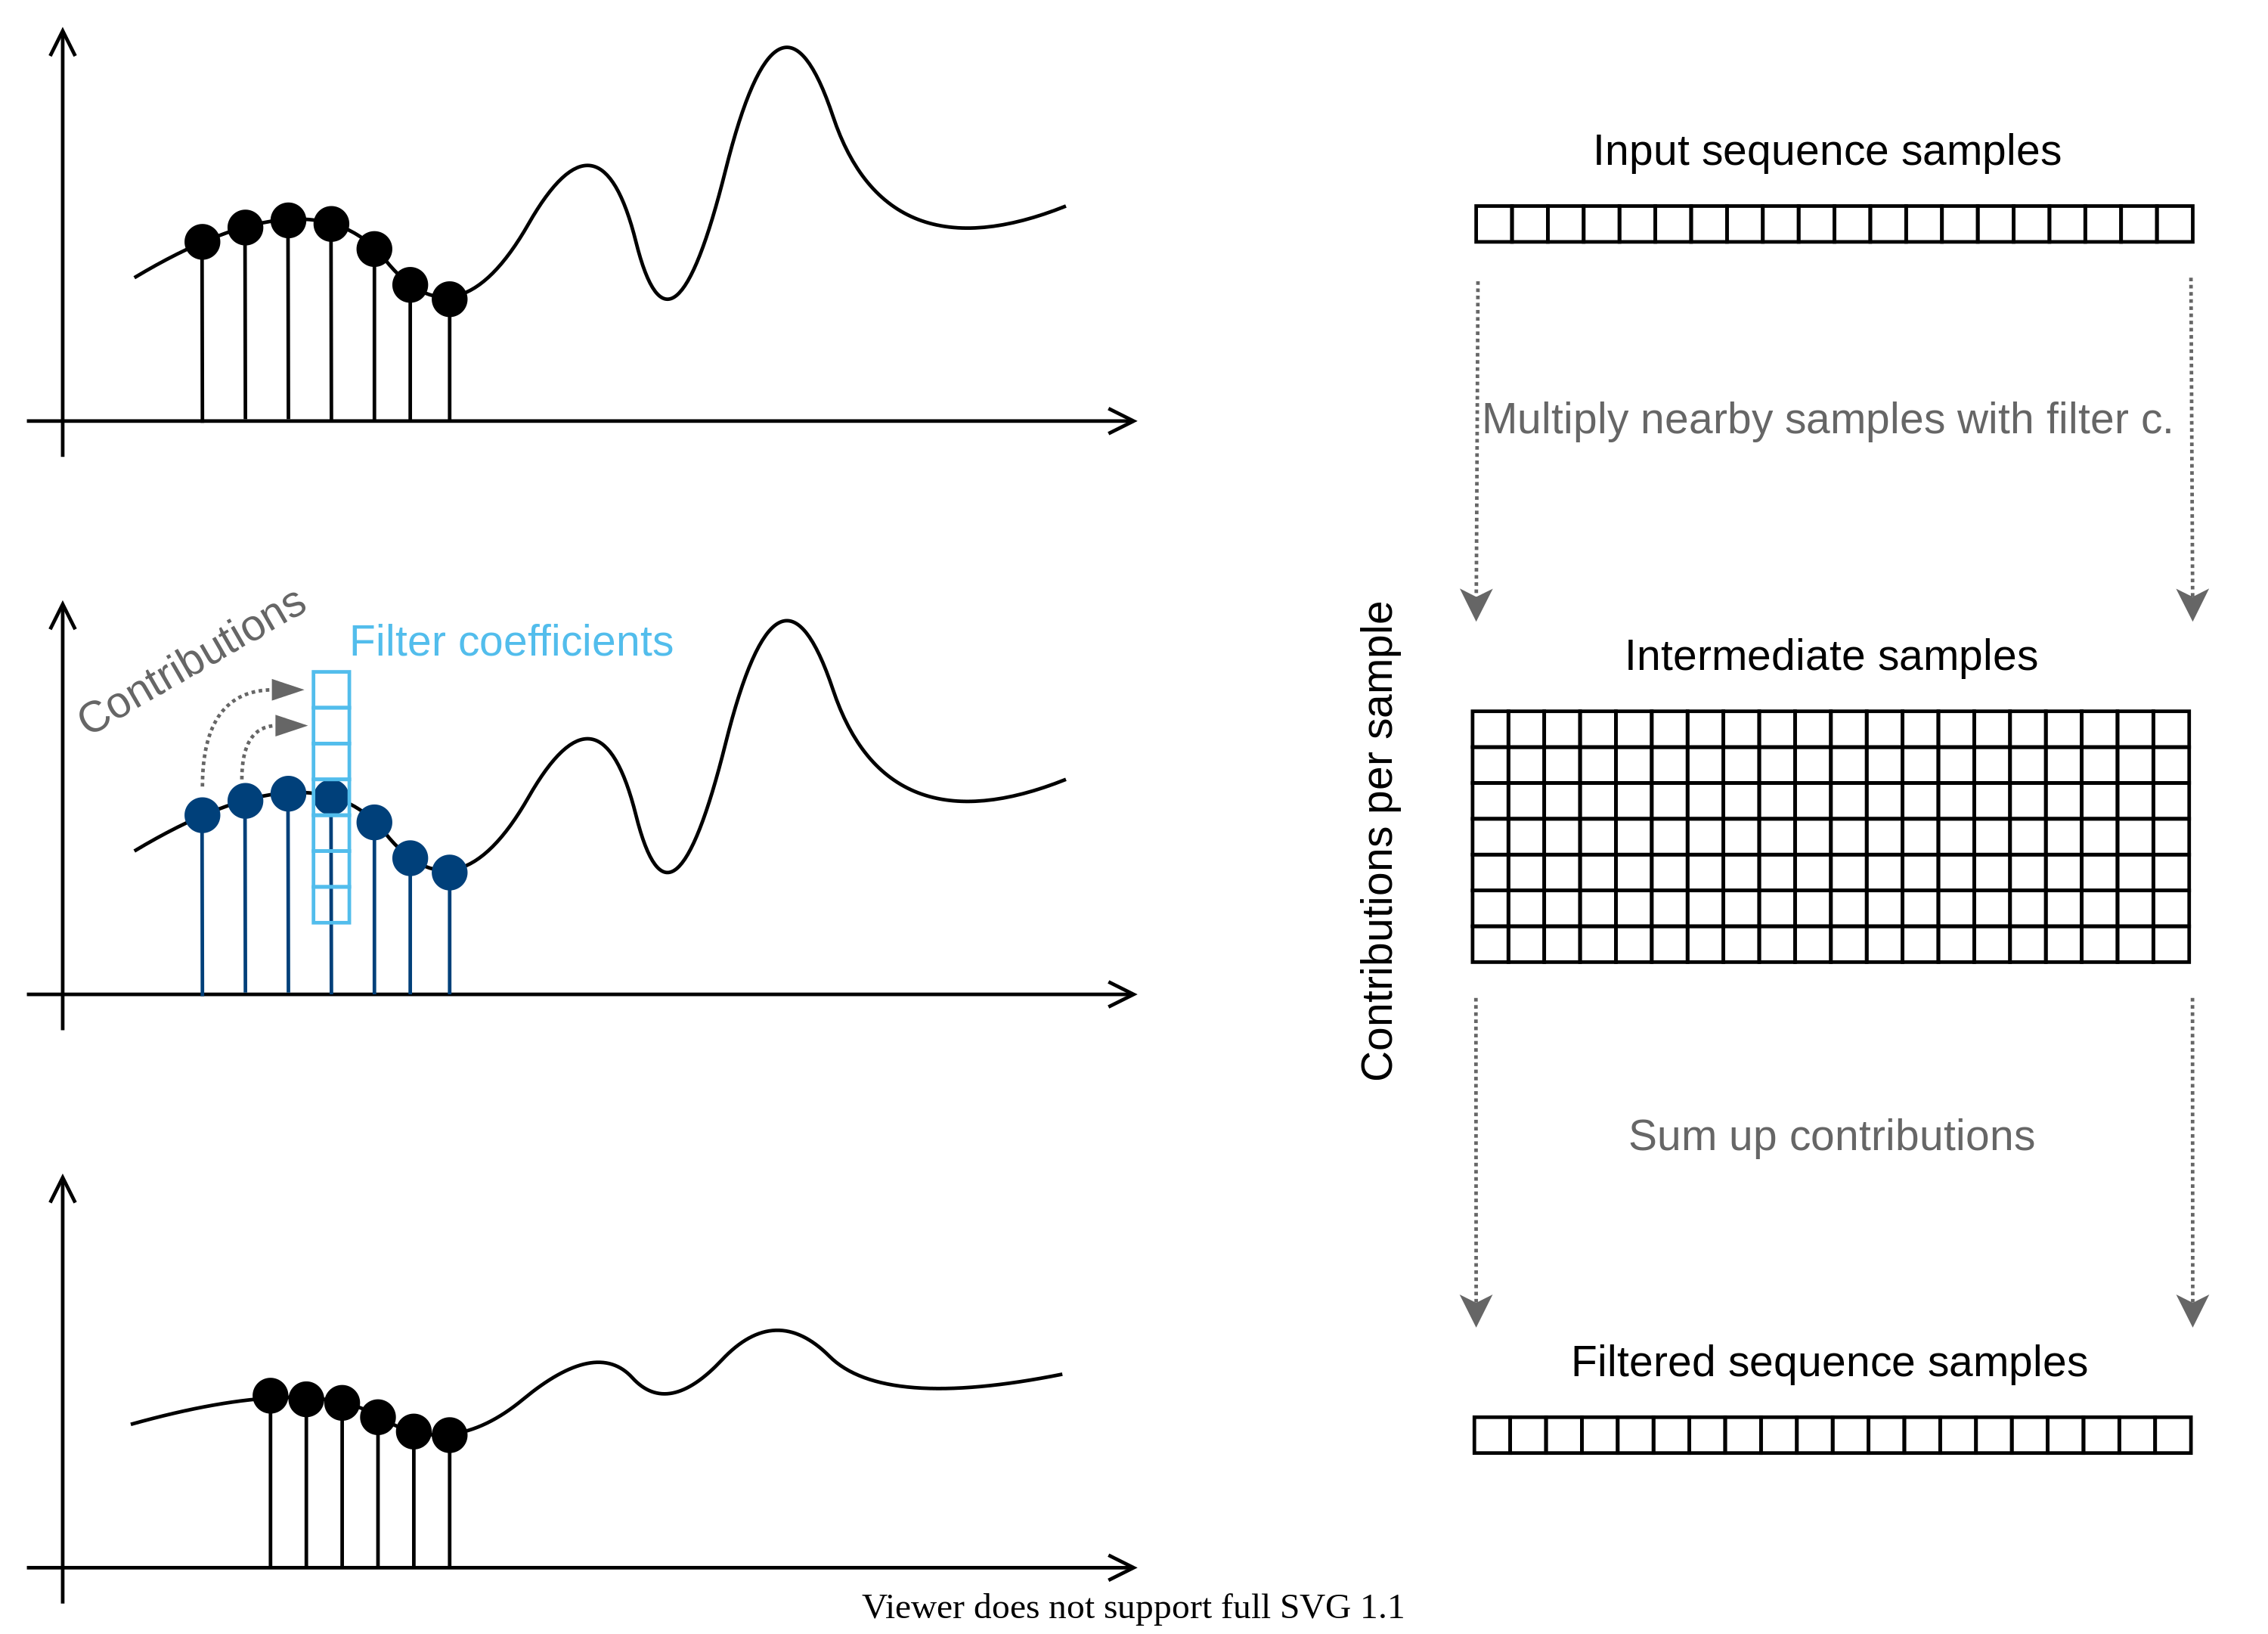 Input sequence samples
Multiply nearby samples with filter c.
Contributions
Filter coefficients
Contributions per sample
Intermediate samples
Sum up contributions
Filtered sequence samples
Viewer does not support full SVG 1.1